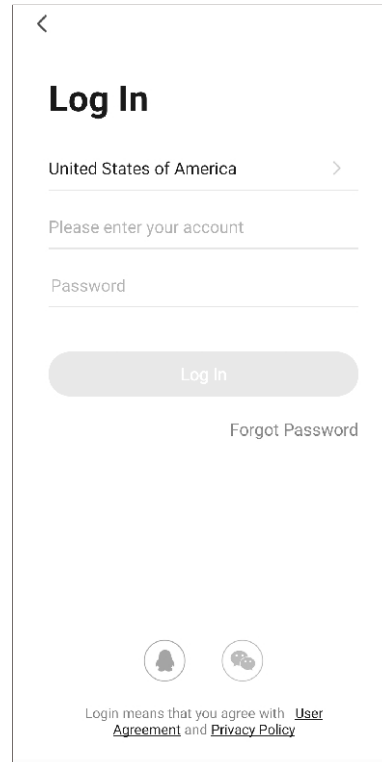 Log In
United States of America
Please enter your account
Password
Log In
Forgot Password
Login means that you agree with User
Agreement and Privacy Policy